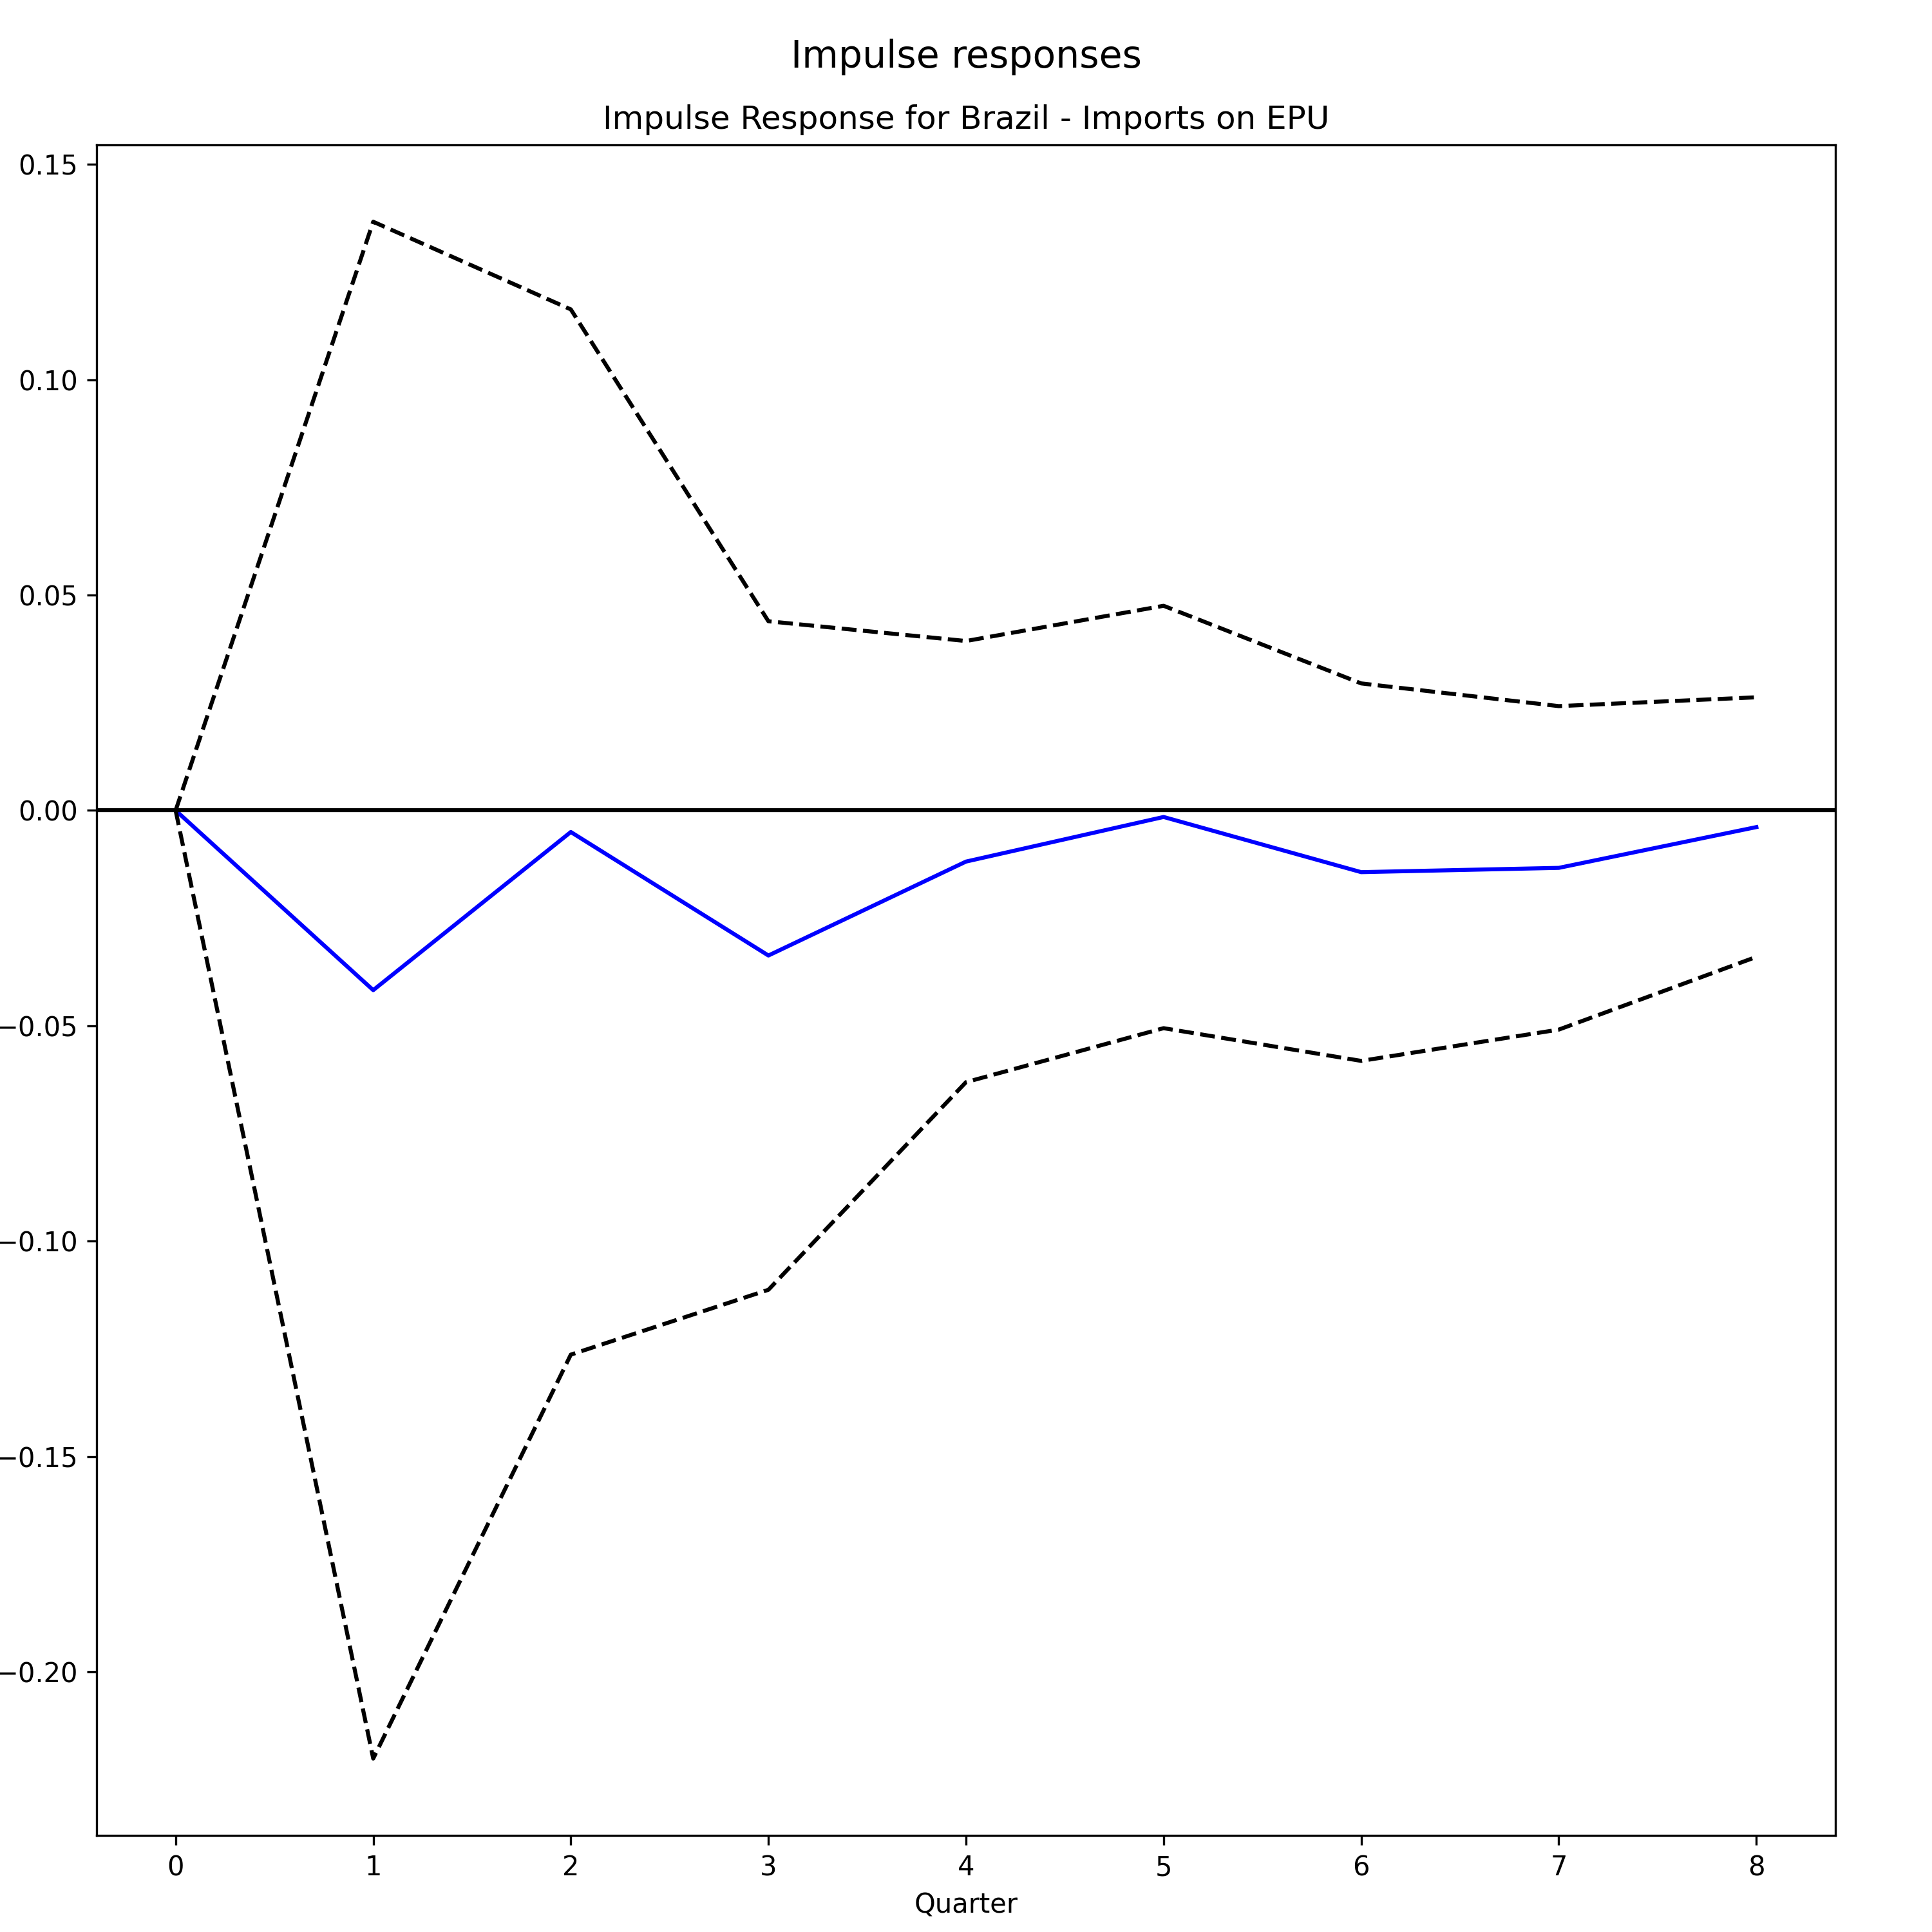 Impulse responses
Impulse Response for Brazil - Imports on EPU
0.15
0.10
0.05
0.00
−0.05
−0.10
−0.15
−0.20
0 1 2 3 4 5 6 7 8
Quarter